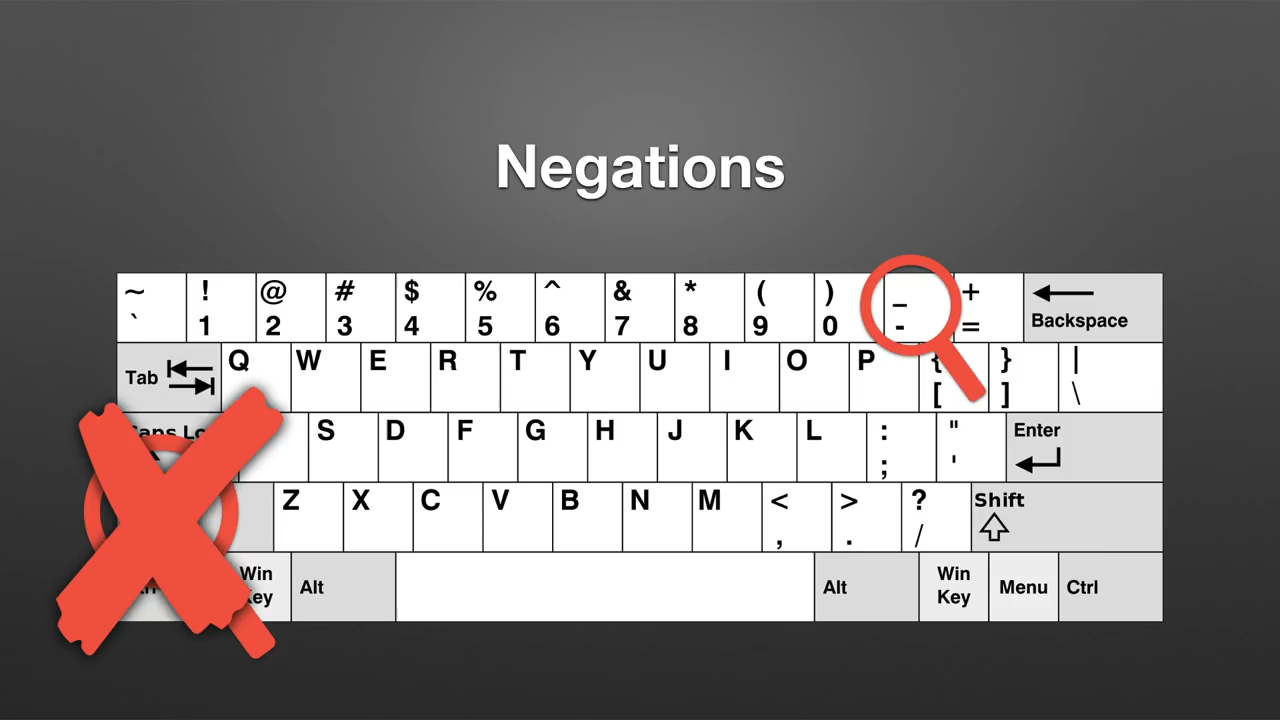 Negations
~ ! @ # $ % ^ & * ( ) _ +
` 1 2 3 4 5 6 7 8 9 0 - =
Backspace
Tab Q W E R T Y U I O P { } |
[ ] \
S D F G H J K L : " Enter
; '
Z X C V B N M < > ? Shift
, . /
Win Alt Alt Win Menu Ctrl
Key